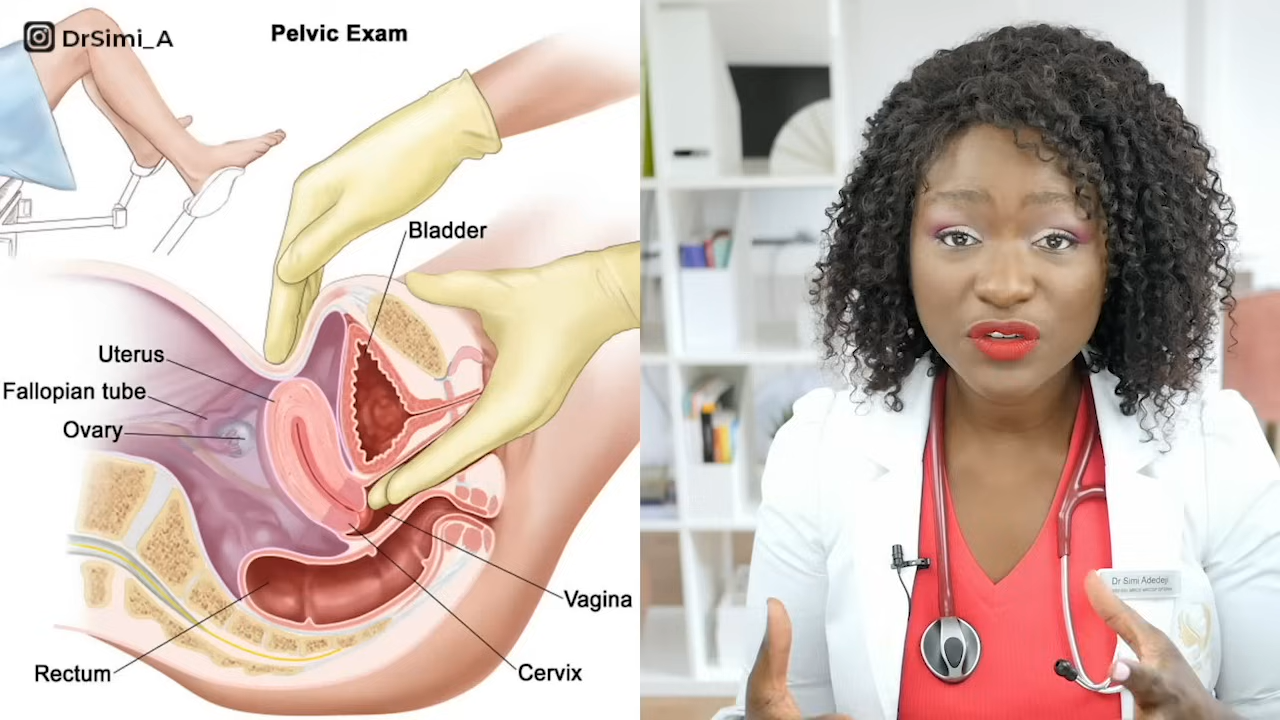 DrSimi_A
Pelvic Exam
Bladder
Uterus
Fallopian tube
Ovary
Vagina
Rectum
Cervix
Dr Simi Adedeji